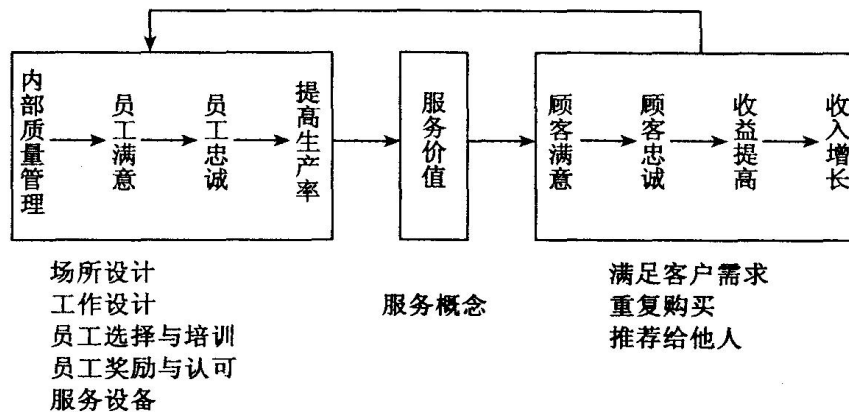 内部质量管理
员工满意
员工忠诚
提高生产率
服务价值
顾客满意
顾客忠诚
收益提高
收入增长
场所设计
工作设计
员工选择与培训
员工奖励与认可
服务设备
服务概念
满足客户需求
重复购买
推荐给他人